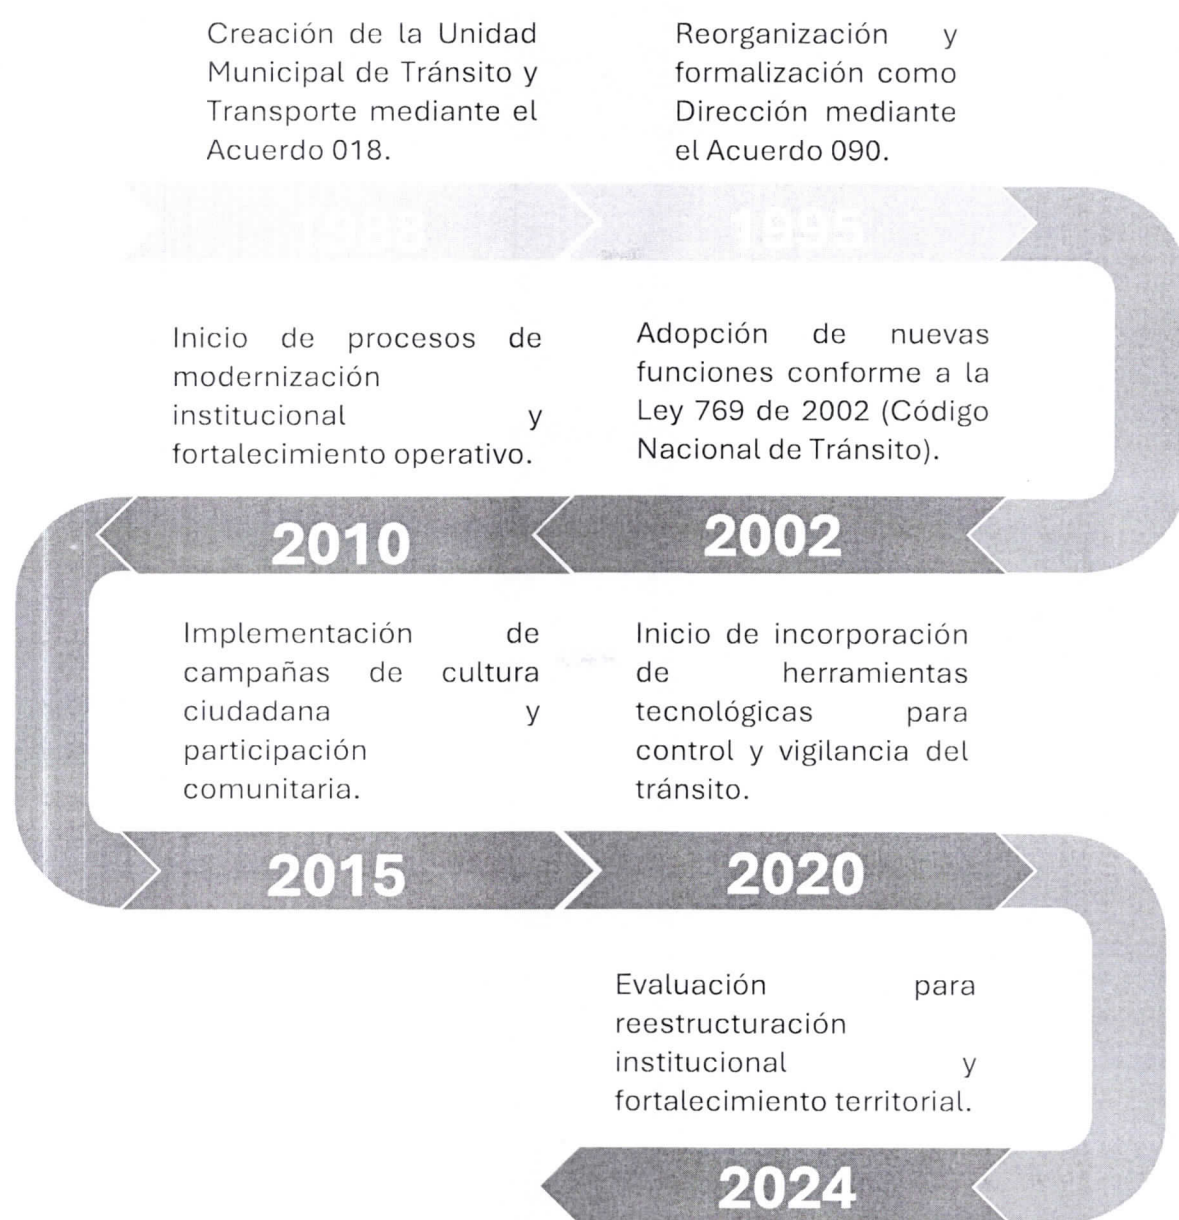 Creación de la Unidad
Municipal de Tránsito y
Transporte mediante el
Acuerdo 018.
Reorganización y
formalización como
Dirección mediante
el Acuerdo 090.
1988
1995
Adopción de nuevas
funciones conforme a la
Ley 769 de 2002 (Código
Nacional de Tránsito).
2002
Inicio de procesos de
modernización
institucional y
fortalecimiento operativo.
2010
Implementación de
campañas de cultura
ciudadana y
participación
comunitaria.
2015
Inicio de incorporación
de herramientas
tecnológicas para
control y vigilancia del
tránsito.
2020
Evaluación para
reestructuración
institucional y
fortalecimiento territorial.
2024